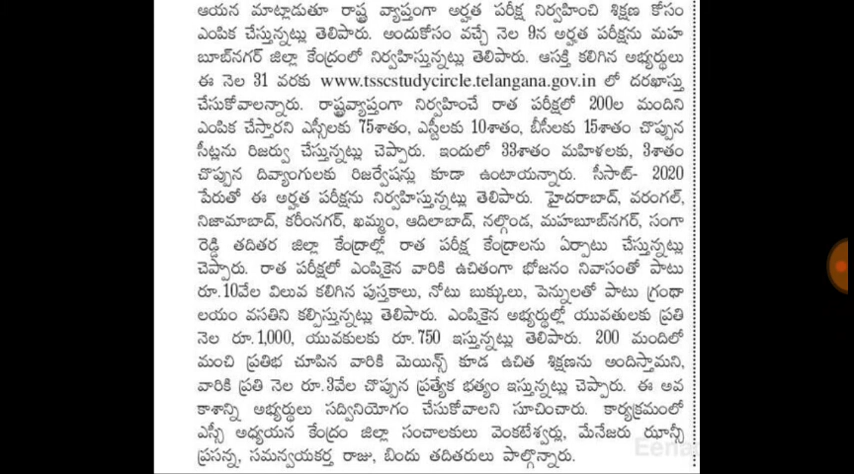 ఆయన మాట్లాడుతూ రాష్ట్ర వ్యాప్తంగా అర్హత పరీక్ష నిర్వహించి శిక్షణ కోసం
ఎంపిక చేస్తున్నట్లు తెలిపారు. అందుకోసం వచ్చే నెల 9న అర్హత పరీక్షను మహ
బూబ్‌నగర్ జిల్లా కేంద్రంలో నిర్వహిస్తున్నట్లు తెలిపారు. ఆసక్తి కలిగిన అభ్యర్థులు
ఈ నెల 31 వరకు www.tsscstudycircle.telangana.gov.in లో దరఖాస్తు
చేసుకోవాలన్నారు. రాష్ట్రవ్యాప్తంగా నిర్వహించే రాత పరీక్షలో 200ల మందిని
ఎంపిక చేస్తారని ఎస్సీలకు 75శాతం, ఎస్టీలకు 10శాతం, బీసీలకు 15శాతం చొప్పున
సీట్లను రిజర్వు చేస్తున్నట్లు చెప్పారు. ఇందులో 33శాతం మహిళలకు, 3శాతం
చొప్పున దివ్యాంగులకు రిజర్వేషన్లు కూడా ఉంటాయన్నారు. సీసాట్- 2020
పేరుతో ఈ అర్హత పరీక్షను నిర్వహిస్తున్నట్లు తెలిపారు. హైదరాబాద్, వరంగల్,
నిజామాబాద్, కరీంనగర్, ఖమ్మం, ఆదిలాబాద్, నల్గొండ, మహబూబ్‌నగర్, సంగా
రెడ్డి తదితర జిల్లా కేంద్రాల్లో రాత పరీక్ష కేంద్రాలను ఏర్పాటు చేస్తున్నట్లు
చెప్పారు. రాత పరీక్షలో ఎంపికైన వారికి ఉచితంగా భోజనం నివాసంతో పాటు
రూ.10వేల విలువ కలిగిన పుస్తకాలు, నోటు బుక్కులు, పెన్నులతో పాటు గ్రంథా
లయం వసతిని కల్పిస్తున్నట్లు తెలిపారు. ఎంపికైన అభ్యర్థుల్లో యువతులకు ప్రతి
నెల రూ.1,000, యువకులకు రూ.750 ఇస్తున్నట్లు తెలిపారు. 200 మందిలో
మంచి ప్రతిభ చూపిన వారికి మెయిన్స్ కూడ ఉచిత శిక్షణను అందిస్తామని,
వారికి ప్రతి నెల రూ.3వేల చొప్పున ప్రత్యేక భత్యం ఇస్తున్నట్లు చెప్పారు. ఈ అవ
కాశాన్ని అభ్యర్థులు సద్వినియోగం చేసుకోవాలని సూచించారు. కార్యక్రమంలో
ఎస్సీ అధ్యయన కేంద్రం జిల్లా సంచాలకులు వెంకటేశ్వర్లు, మేనేజరు ఝాన్సీ
ప్రసన్న, సమన్వయకర్త రాజు, బిందు తదితరులు పాల్గొన్నారు.